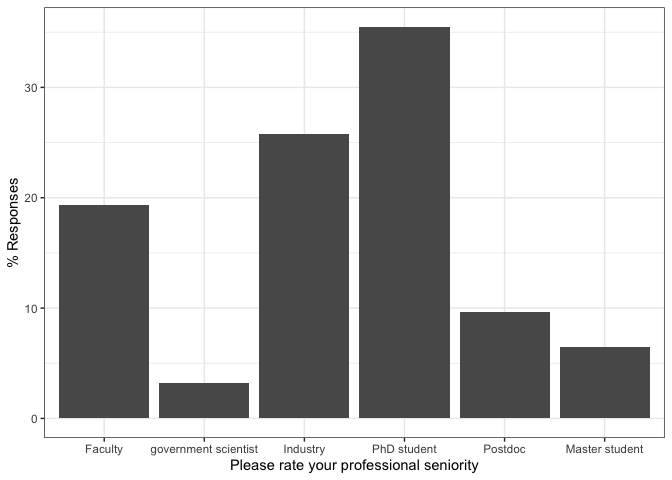 % Responses
30
20
10
0
Faculty government scientist Industry PhD student Postdoc Master student
Please rate your professional seniority